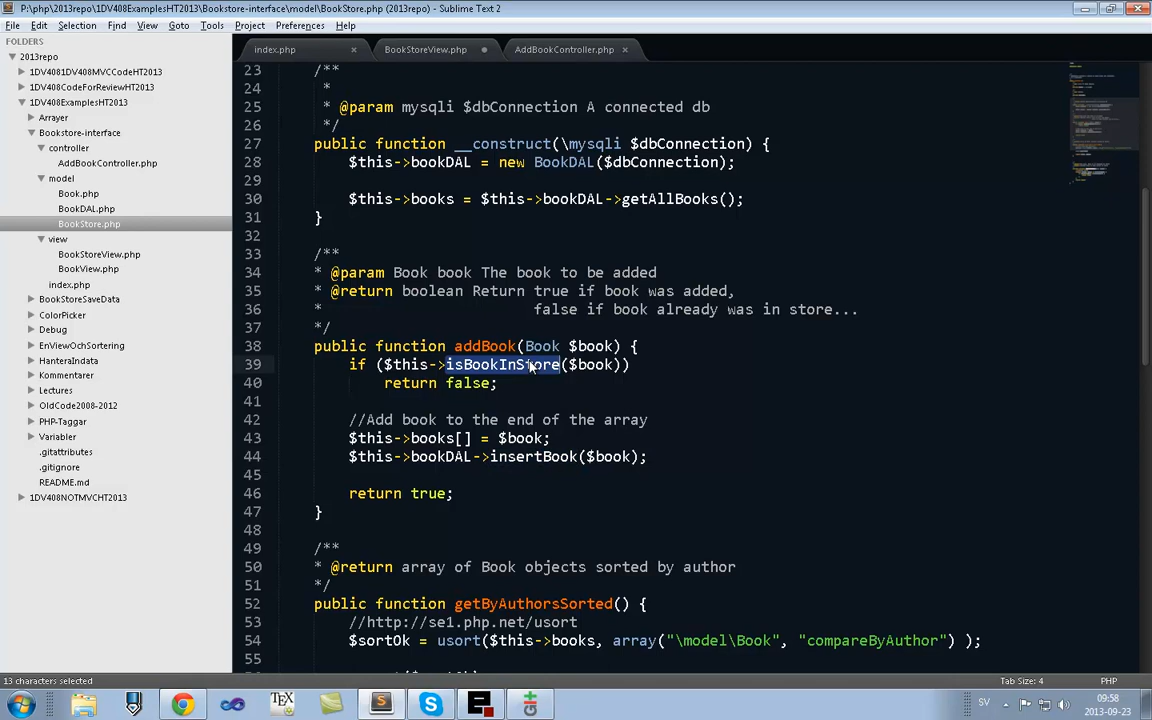 P:\php\2013repo\1DV408ExamplesHT2013\Bookstore-interface\model\BookStore.php (2013repo) - Sublime Text 2
File Edit Selection Find View Goto Tools Project Preferences Help
FOLDERS
2013repo
1DV4081DV408MVCCodeHT2013
1DV408CodeForReviewHT2013
1DV408ExamplesHT2013
Arrayer
Bookstore-interface
controller
AddBookController.php
model
Book.php
BookDAL.php
BookStore.php
view
BookStoreView.php
BookView.php
index.php
BookStoreSaveData
ColorPicker
Debug
EnViewOchSortering
HanteraIndata
Kommentarer
Lectures
OldCode2008-2012
PHP-Taggar
Variabler
.gitattributes
.gitignore
README.md
1DV408NOTMVCHT2013
index.php BookStoreView.php AddBookController.php
23 /**
24 *
25 * @param mysqli $dbConnection A connected db
26 */
27 public function __construct(\mysqli $dbConnection) {
28 $this->bookDAL = new BookDAL($dbConnection);
29
30 $this->books = $this->bookDAL->getAllBooks();
31 }
32
33 /**
34 * @param Book book The book to be added
35 * @return boolean Return true if book was added,
36 * false if book already was in store...
37 */
38 public function addBook(Book $book) {
39 if ($this->isBookInStore($book))
40 return false;
41
42 //Add book to the end of the array
43 $this->books[] = $book;
44 $this->bookDAL->insertBook($book);
45
46 return true;
47 }
48
49 /**
50 * @return array of Book objects sorted by author
51 */
52 public function getByAuthorsSorted() {
53 //http://se1.php.net/usort
54 $sortOk = usort($this->books, array("\model\Book", "compareByAuthor") );
55
13 characters selected
Tab Size: 4 PHP
SV
09:58
2013-09-23